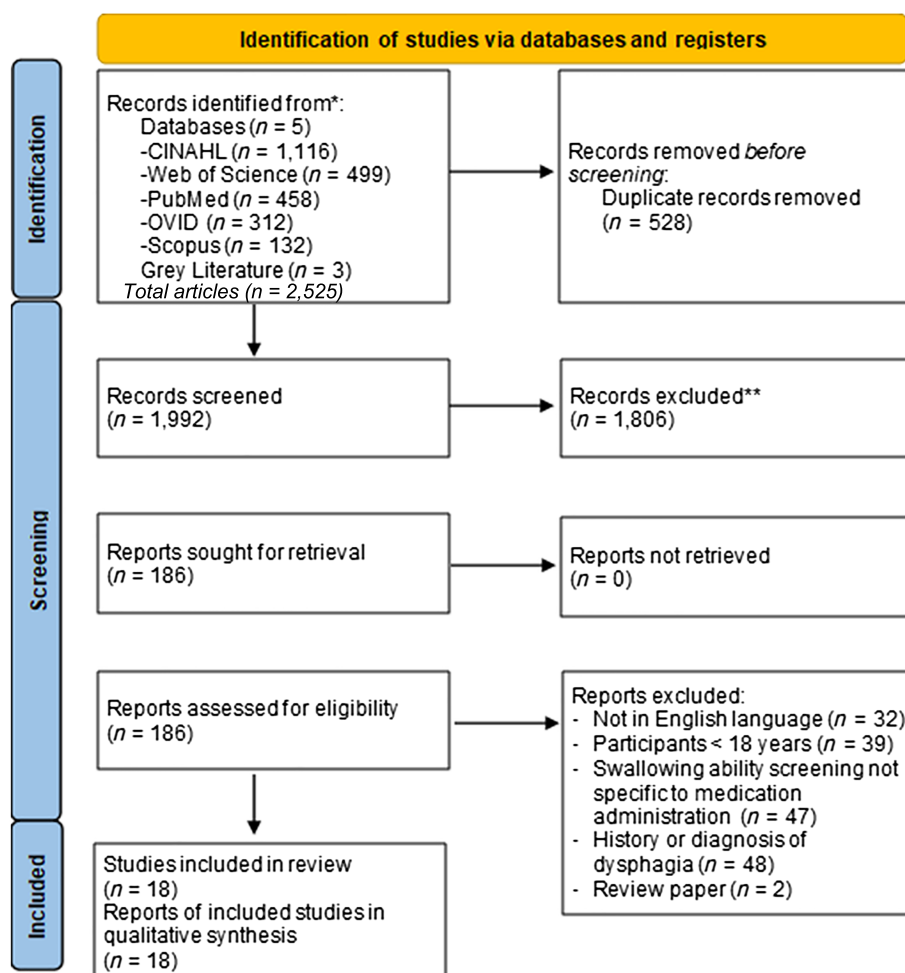 Identification of studies via databases and registers
Identification
Records identified from*:
Databases (n = 5)
-CINAHL (n = 1,116)
-Web of Science (n = 499)
-PubMed (n = 458)
-OVID (n = 312)
-Scopus (n = 132)
Grey Literature (n = 3)
Total articles (n = 2,525)
Records removed before
screening:
Duplicate records removed
(n = 528)
Screening
Records screened
(n = 1,992)
Records excluded**
(n = 1,806)
Reports sought for retrieval
(n = 186)
Reports not retrieved
(n = 0)
Reports assessed for eligibility
(n = 186)
Reports excluded:
- Not in English language (n = 32)
- Participants < 18 years (n = 39)
- Swallowing ability screening not
specific to medication
administration (n = 47)
- History or diagnosis of
dysphagia (n = 48)
- Review paper (n = 2)
Included
Studies included in review
(n = 18)
Reports of included studies in
qualitative synthesis
(n = 18)